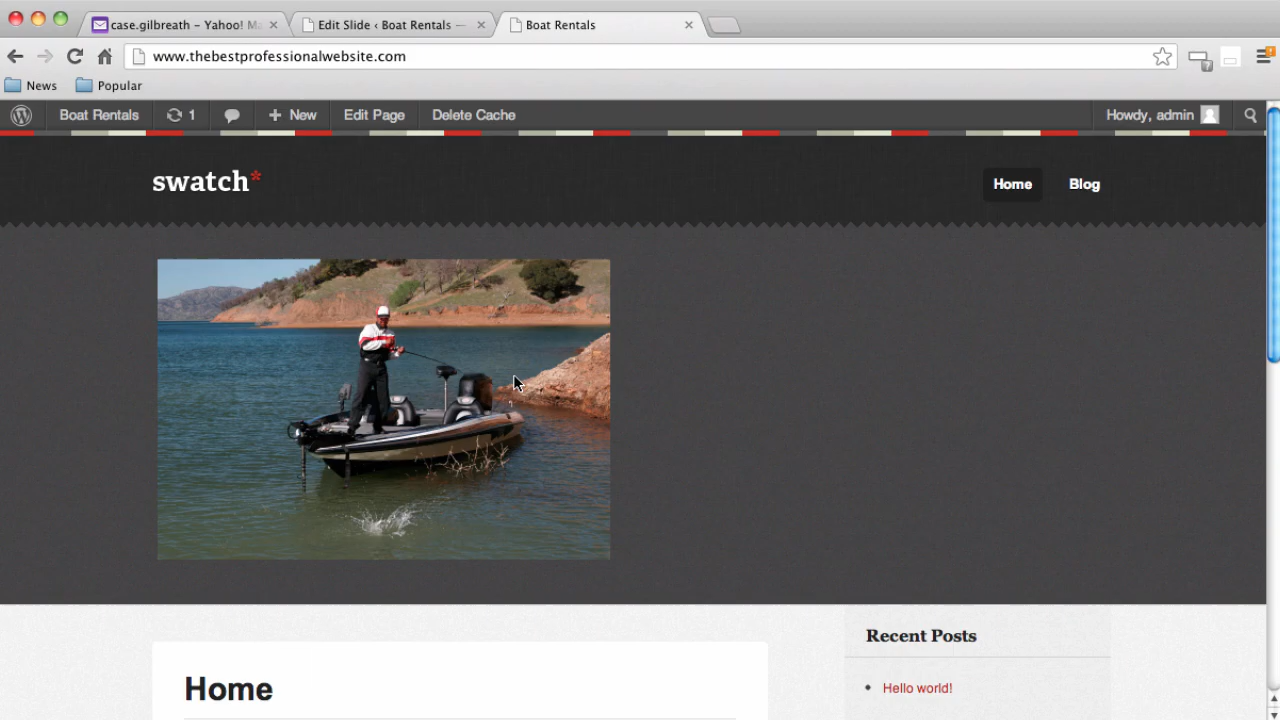 case.gilbreath – Yahoo! Ma
Edit Slide ‹ Boat Rentals —
Boat Rentals
www.thebestprofessionalwebsite.com
News
Popular
Boat Rentals
1
New
Edit Page
Delete Cache
Howdy, admin
swatch*
Home
Blog
Home
Recent Posts
Hello world!